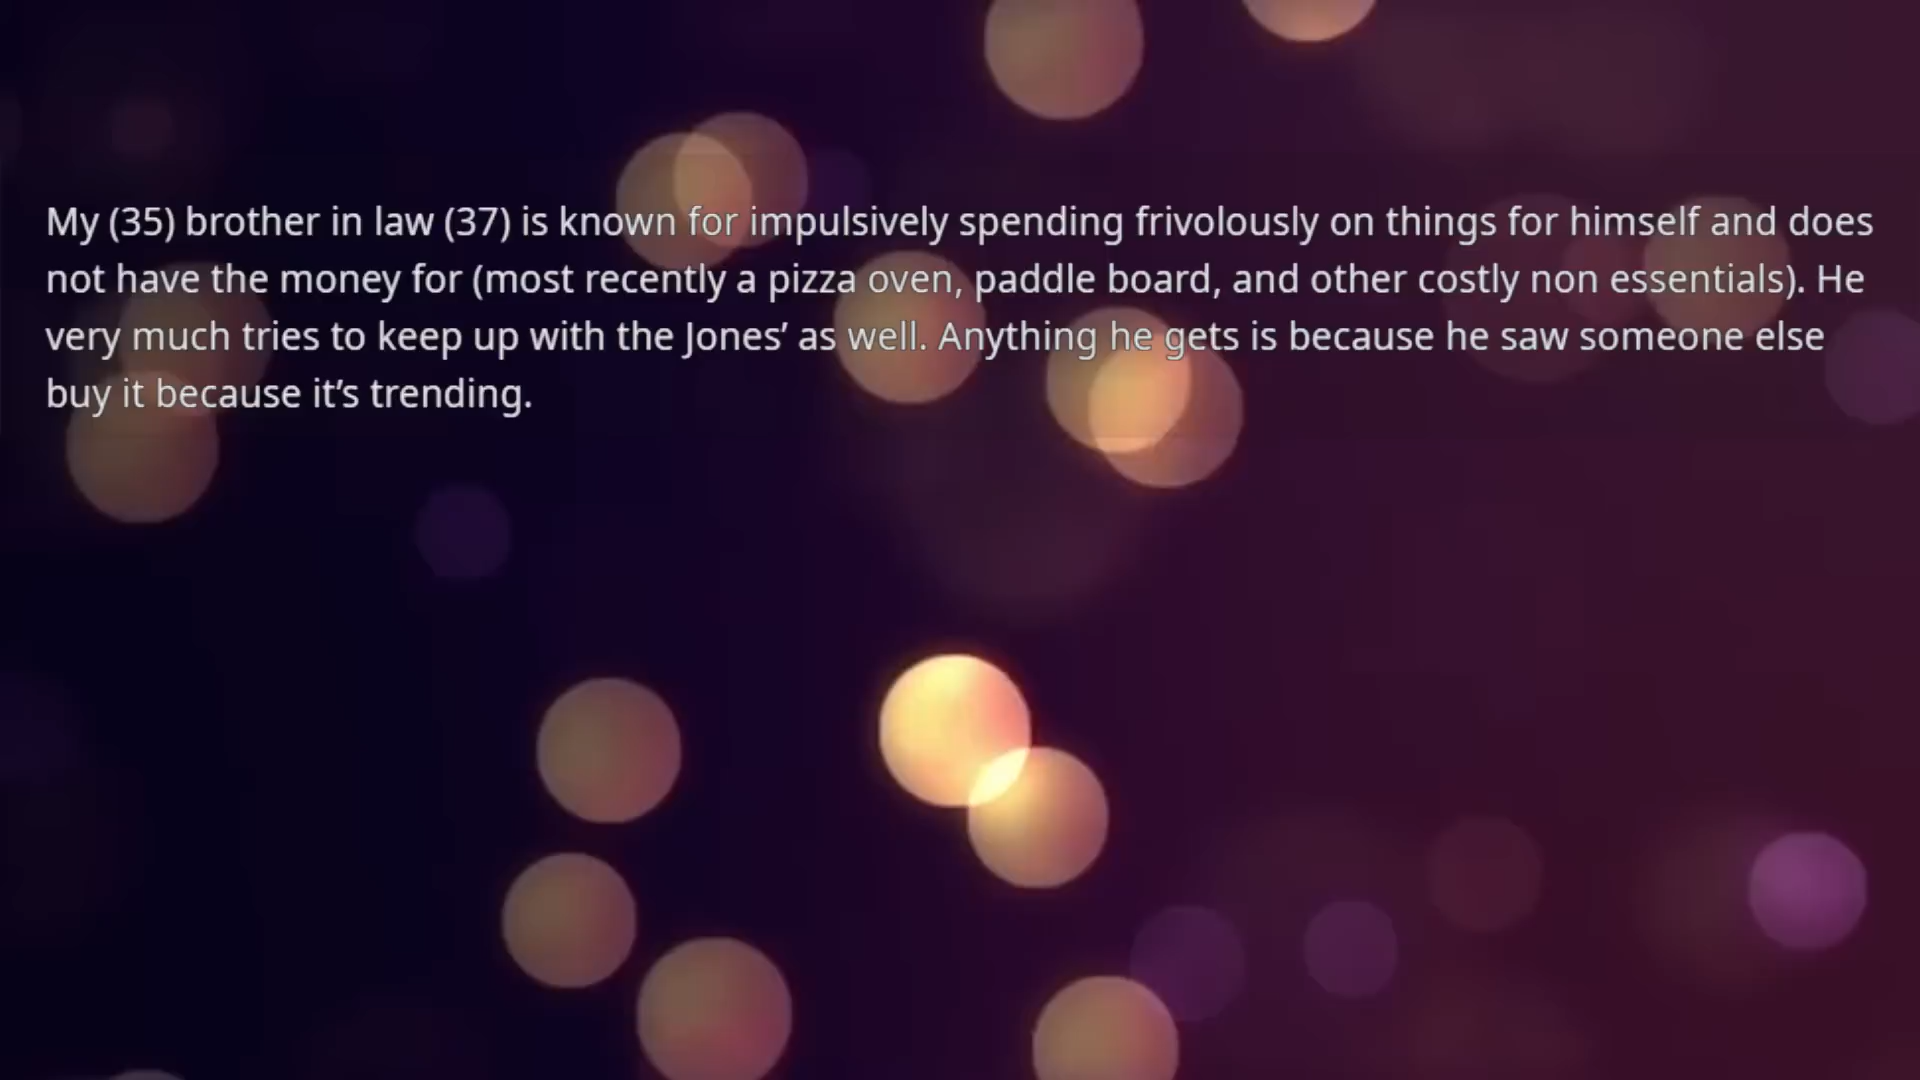 My (35) brother in law (37) is known for impulsively spending frivolously on things for himself and does
not have the money for (most recently a pizza oven, paddle board, and other costly non essentials). He
very much tries to keep up with the Jones’ as well. Anything he gets is because he saw someone else
buy it because it’s trending.